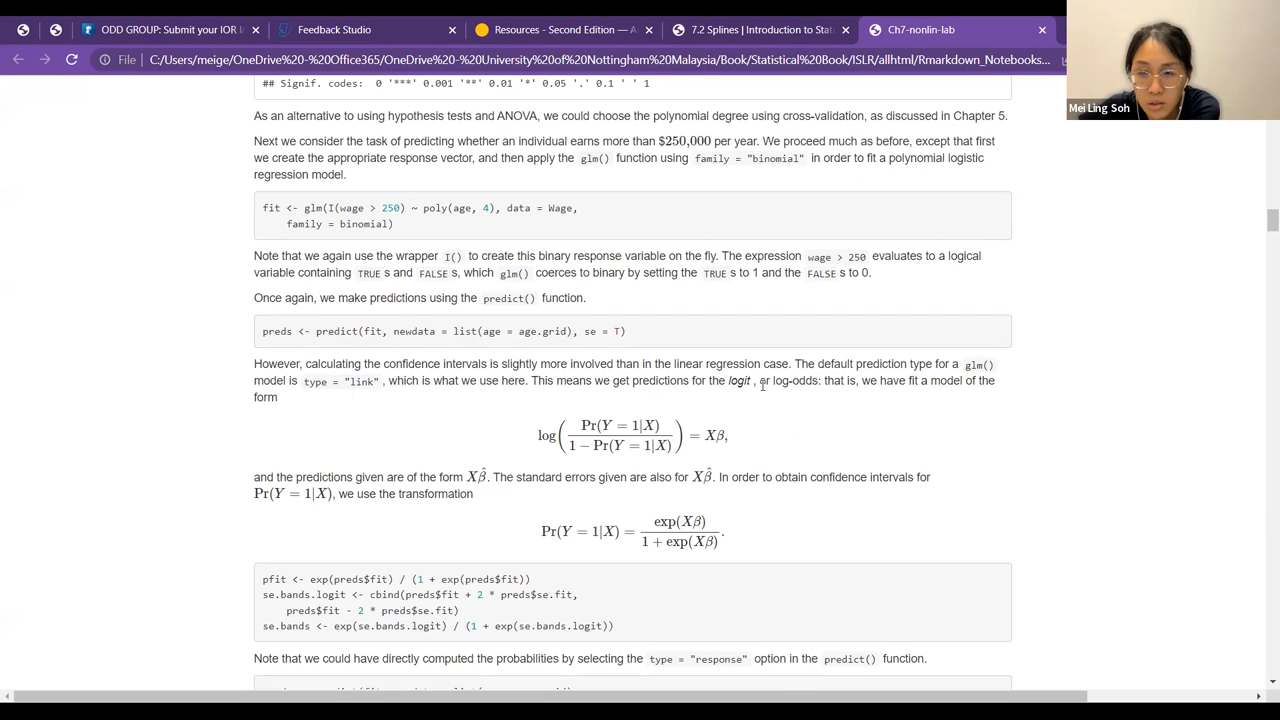 ODD GROUP: Submit your IOR l
Feedback Studio
Resources - Second Edition — A
7.2 Splines | Introduction to Stat
Ch7-nonlin-lab
File C:/Users/meige/OneDrive%20-%20Office365/OneDrive%20-%20University%20of%20Nottingham%20Malaysia/Book/Statistical%20Book/ISLR/allhtml/Rmarkdown_Notebooks...
Mei Ling Soh
## Signif. codes: 0 '***' 0.001 '**' 0.01 '*' 0.05 '.' 0.1 ' ' 1
As an alternative to using hypothesis tests and ANOVA, we could choose the polynomial degree using cross-validation, as discussed in Chapter 5.
Next we consider the task of predicting whether an individual earns more than $250,000 per year. We proceed much as before, except that first
we create the appropriate response vector, and then apply the glm() function using family = "binomial" in order to fit a polynomial logistic
regression model.
fit <- glm(I(wage > 250) ~ poly(age, 4), data = Wage,
family = binomial)
Note that we again use the wrapper I() to create this binary response variable on the fly. The expression wage > 250 evaluates to a logical
variable containing TRUE s and FALSE s, which glm() coerces to binary by setting the TRUE s to 1 and the FALSE s to 0.
Once again, we make predictions using the predict() function.
preds <- predict(fit, newdata = list(age = age.grid), se = T)
However, calculating the confidence intervals is slightly more involved than in the linear regression case. The default prediction type for a glm()
model is type = "link" , which is what we use here. This means we get predictions for the logit , or log-odds: that is, we have fit a model of the
form
log(Pr(Y = 1|X) / 1 − Pr(Y = 1|X)) = Xβ,
and the predictions given are of the form Xβ̂. The standard errors given are also for Xβ̂. In order to obtain confidence intervals for
Pr(Y = 1|X), we use the transformation
Pr(Y = 1|X) = exp(Xβ) / 1 + exp(Xβ).
pfit <- exp(preds$fit) / (1 + exp(preds$fit))
se.bands.logit <- cbind(preds$fit + 2 * preds$se.fit,
preds$fit - 2 * preds$se.fit)
se.bands <- exp(se.bands.logit) / (1 + exp(se.bands.logit))
Note that we could have directly computed the probabilities by selecting the type = "response" option in the predict() function.